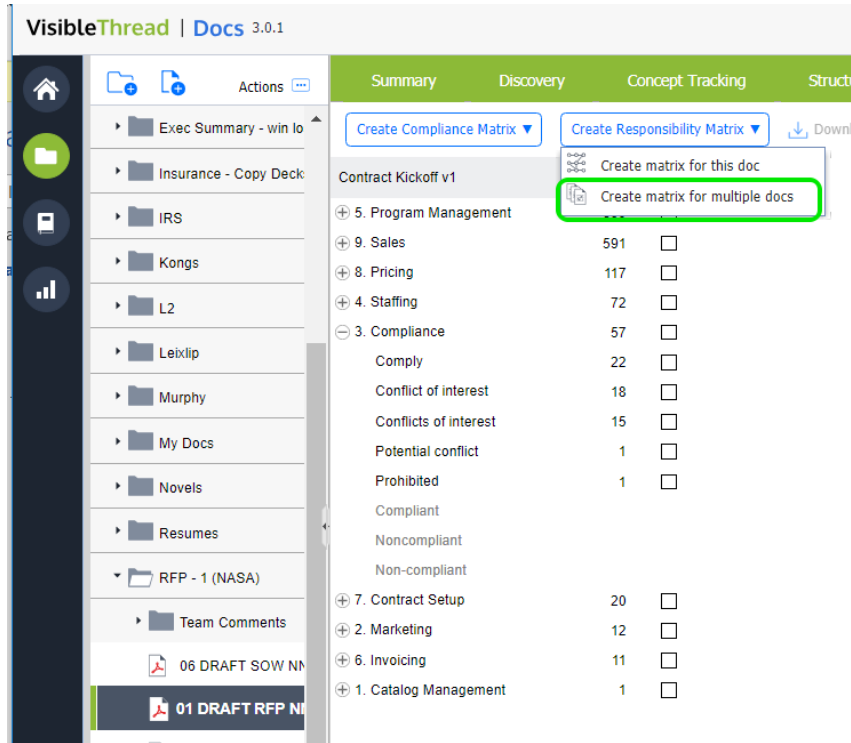 VisibleThread | Docs 3.0.1
Actions
Summary Discovery Concept Tracking
Create Compliance Matrix ▼ Create Responsibility Matrix ▼
Create matrix for this doc
Create matrix for multiple docs
Exec Summary - win lo
Insurance - Copy Deck
IRS
Kongs
L2
Leixlip
Murphy
My Docs
Novels
Resumes
RFP - 1 (NASA)
Team Comments
06 DRAFT SOW NN
01 DRAFT RFP
Contract Kickoff v1
5. Program Management
9. Sales 591
8. Pricing 117
4. Staffing 72
3. Compliance 57
Comply 22
Conflict of interest 18
Conflicts of interest 15
Potential conflict 1
Prohibited 1
Compliant
Noncompliant
Non-compliant
7. Contract Setup 20
2. Marketing 12
6. Invoicing 11
1. Catalog Management 1